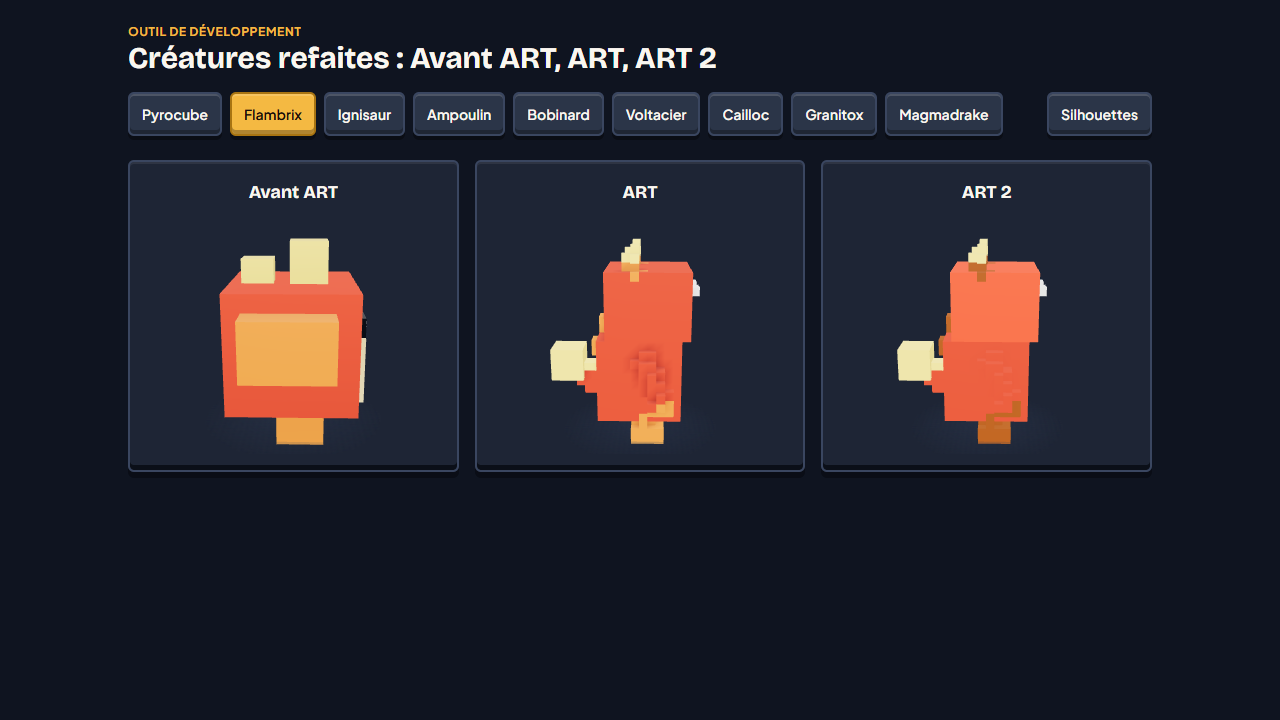 OUTIL DE DÉVELOPPEMENT
Créatures refaites : Avant ART, ART, ART 2
Pyrocube Flambrix Ignisaur Ampoulin Bobinard Voltacier Cailloc Granitox Magmadrake Silhouettes
Avant ART ART ART 2